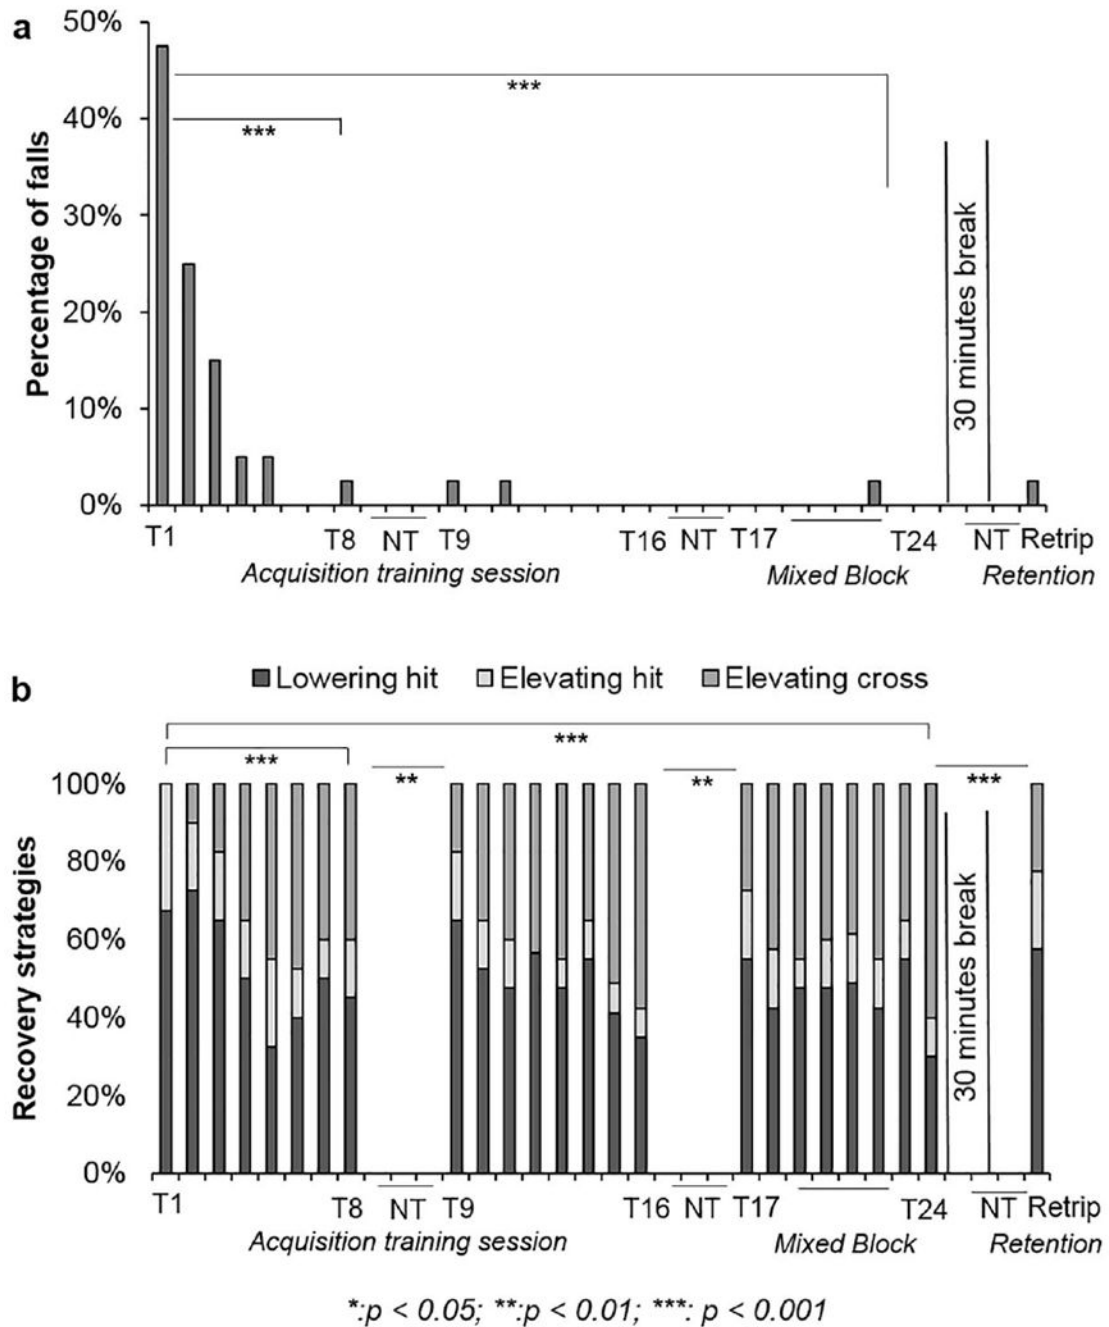 a
50%
40%
30%
20%
10%
0%
Percentage of falls
***
***
30 minutes break
T1 T8 NT T9 T16 NT T17 T24 NT Retrip
Acquisition training session Mixed Block Retention
b
Lowering hit Elevating hit Elevating cross
***
***
** ** ***
100%
80%
60%
40%
20%
0%
Recovery strategies
30 minutes break
T1 T8 NT T9 T16 NT T17 T24 NT Retrip
Acquisition training session Mixed Block Retention
*:p < 0.05; **:p < 0.01; ***: p < 0.001